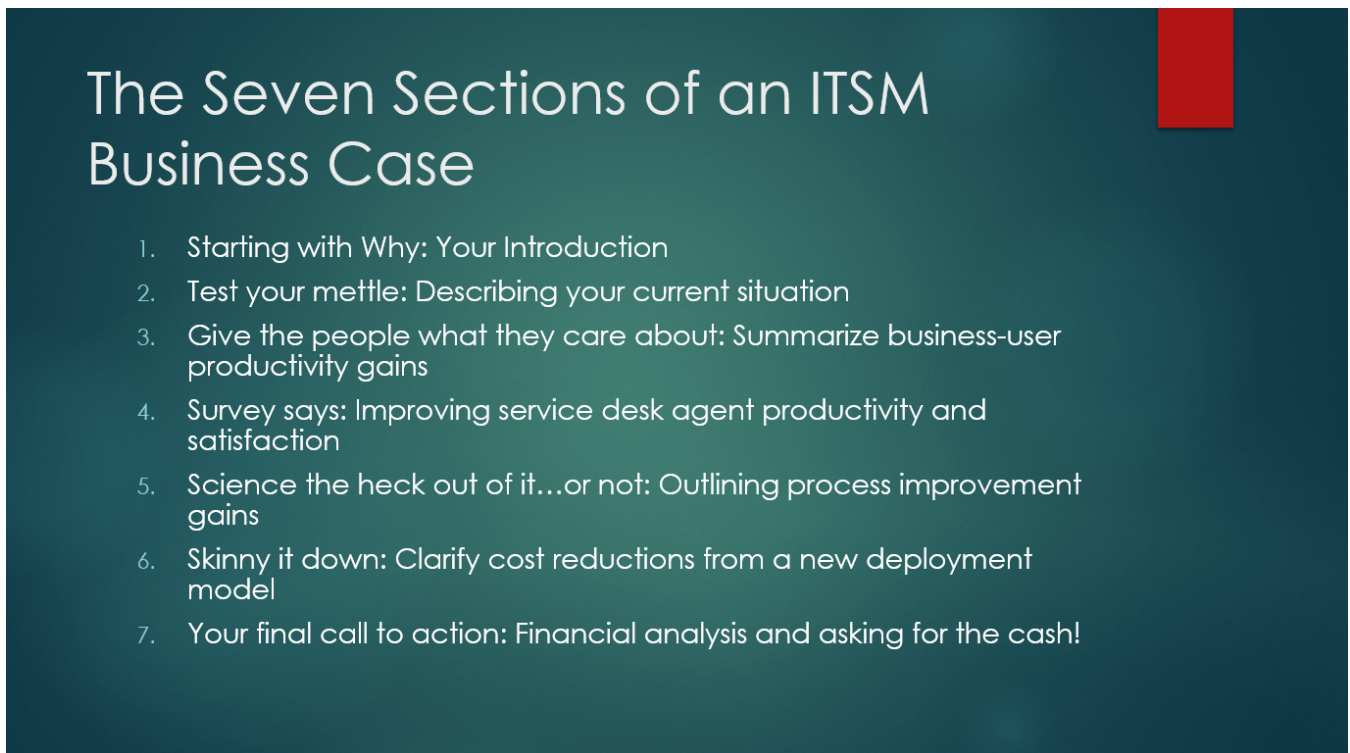 The Seven Sections of an ITSM
Business Case
1. Starting with Why: Your Introduction
2. Test your mettle: Describing your current situation
3. Give the people what they care about: Summarize business-user
productivity gains
4. Survey says: Improving service desk agent productivity and
satisfaction
5. Science the heck out of it…or not: Outlining process improvement
gains
6. Skinny it down: Clarify cost reductions from a new deployment
model
7. Your final call to action: Financial analysis and asking for the cash!